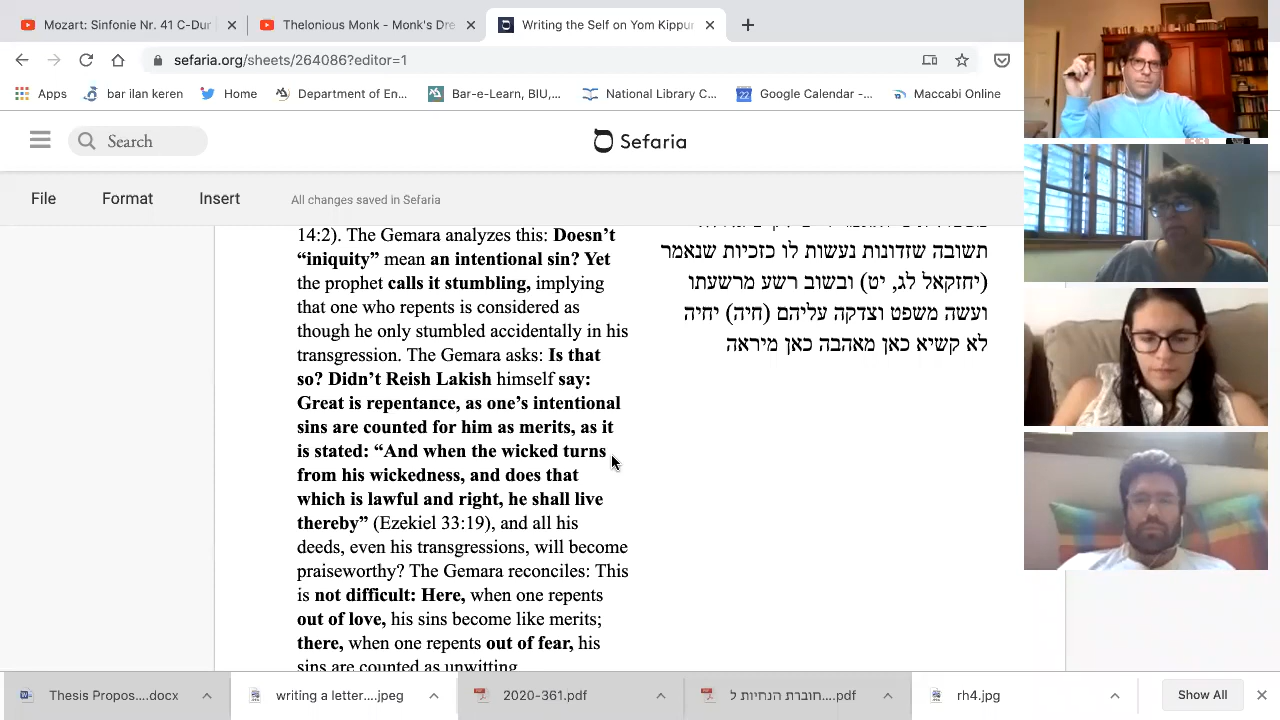 Mozart: Sinfonie Nr. 41 C-Dur
Thelonious Monk - Monk's Dre
Writing the Self on Yom Kippur
sefaria.org/sheets/264086?editor=1
Apps
bar ilan keren
Home
Department of En...
Bar-e-Learn, BIU,...
National Library C...
Google Calendar -...
Maccabi Online
Search
Sefaria
File
Format
Insert
All changes saved in Sefaria
14:2). The Gemara analyzes this: Doesn't
"iniquity" mean an intentional sin? Yet
the prophet calls it stumbling, implying
that one who repents is considered as
though he only stumbled accidentally in his
transgression. The Gemara asks: Is that
so? Didn't Reish Lakish himself say:
Great is repentance, as one's intentional
sins are counted for him as merits, as it
is stated: "And when the wicked turns
from his wickedness, and does that
which is lawful and right, he shall live
thereby" (Ezekiel 33:19), and all his
deeds, even his transgressions, will become
praiseworthy? The Gemara reconciles: This
is not difficult: Here, when one repents
out of love, his sins become like merits;
there, when one repents out of fear, his
sins are counted as unwitting
תשובה שזדונות נעשות לו כזכיות שנאמר
(יחזקאל לג, יט) ובשוב רשע מרשעתו
ועשה משפט וצדקה עליהם (חיה) יחיה
לא קשיא כאן מאהבה כאן מיראה
Thesis Propos....docx
writing a letter....jpeg
2020-361.pdf
חוברת הנחיות ל....pdf
rh4.jpg
Show All